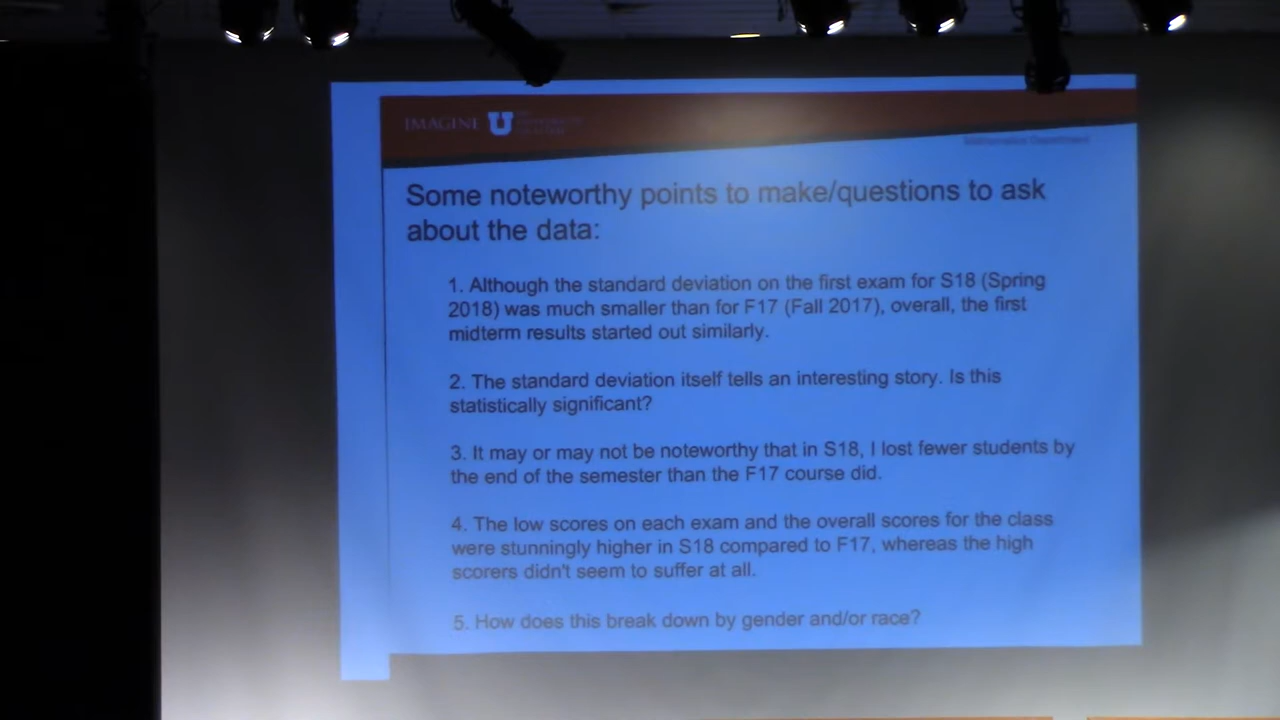 IMAGINE U
Mathematics Department
Some noteworthy points to make/questions to ask
about the data:
1. Although the standard deviation on the first exam for S18 (Spring
2018) was much smaller than for F17 (Fall 2017), overall, the first
midterm results started out similarly.
2. The standard deviation itself tells an interesting story. Is this
statistically significant?
3. It may or may not be noteworthy that in S18, I lost fewer students by
the end of the semester than the F17 course did.
4. The low scores on each exam and the overall scores for the class
were stunningly higher in S18 compared to F17, whereas the high
scorers didn't seem to suffer at all.
5. How does this break down by gender and/or race?